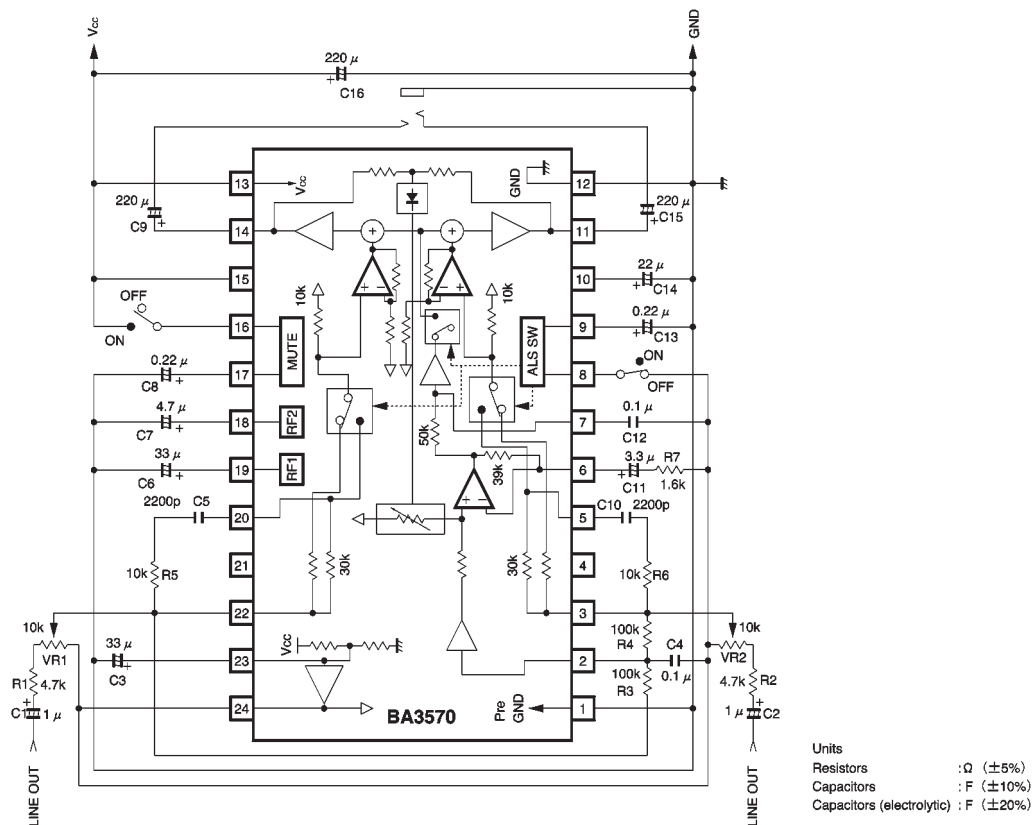 Vcc
GND
220 μ
+
C16
13
Vcc
GND
12
220 μ
+
C9
220 μ
+
C15
14
11
+
+
15
10
22 μ
+
C14
10k
+ −
− +
10k
OFF
ON
16
MUTE
ALS SW
9
0.22 μ
+
C13
0.22 μ
+
C8
17
8
ON
OFF
4.7 μ
+
C7
18
RF2
7
0.1 μ
C12
50k
39k
33 μ
+
C6
19
RF1
6
3.3 μ
+
C11
R7
1.6k
+ −
C5
2200p
20
5
C10
2200p
10k
R5
21
30k
30k
4
10k
R6
22
3
10k
VR1
100k
R4
10k
VR2
33 μ
+
C3
23
Vcc
2
C4
0.1 μ
R1
4.7k
100k
R3
4.7k
R2
+
C1
1 μ
24
BA3570
Pre
GND
1
1 μ
+
C2
LINE OUT
LINE OUT
Units
Resistors : Ω (±5%)
Capacitors : F (±10%)
Capacitors (electrolytic) : F (±20%)